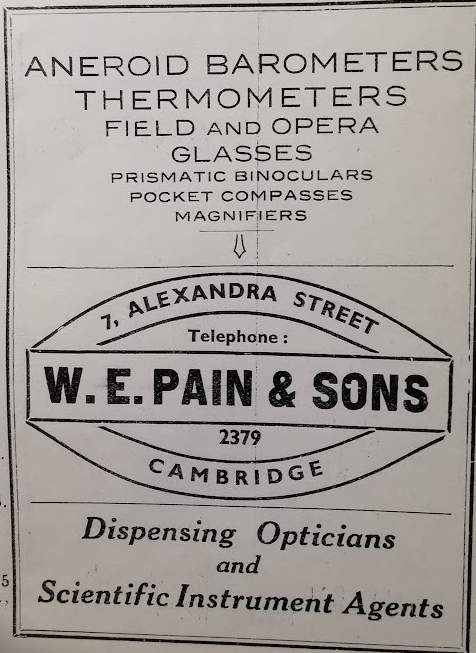 ANEROID BAROMETERS
THERMOMETERS
FIELD AND OPERA
GLASSES
PRISMATIC BINOCULARS
POCKET COMPASSES
MAGNIFIERS
7, ALEXANDRA STREET
Telephone :
W. E. PAIN & SONS
2379
CAMBRIDGE
Dispensing Opticians
and
Scientific Instrument Agents
5